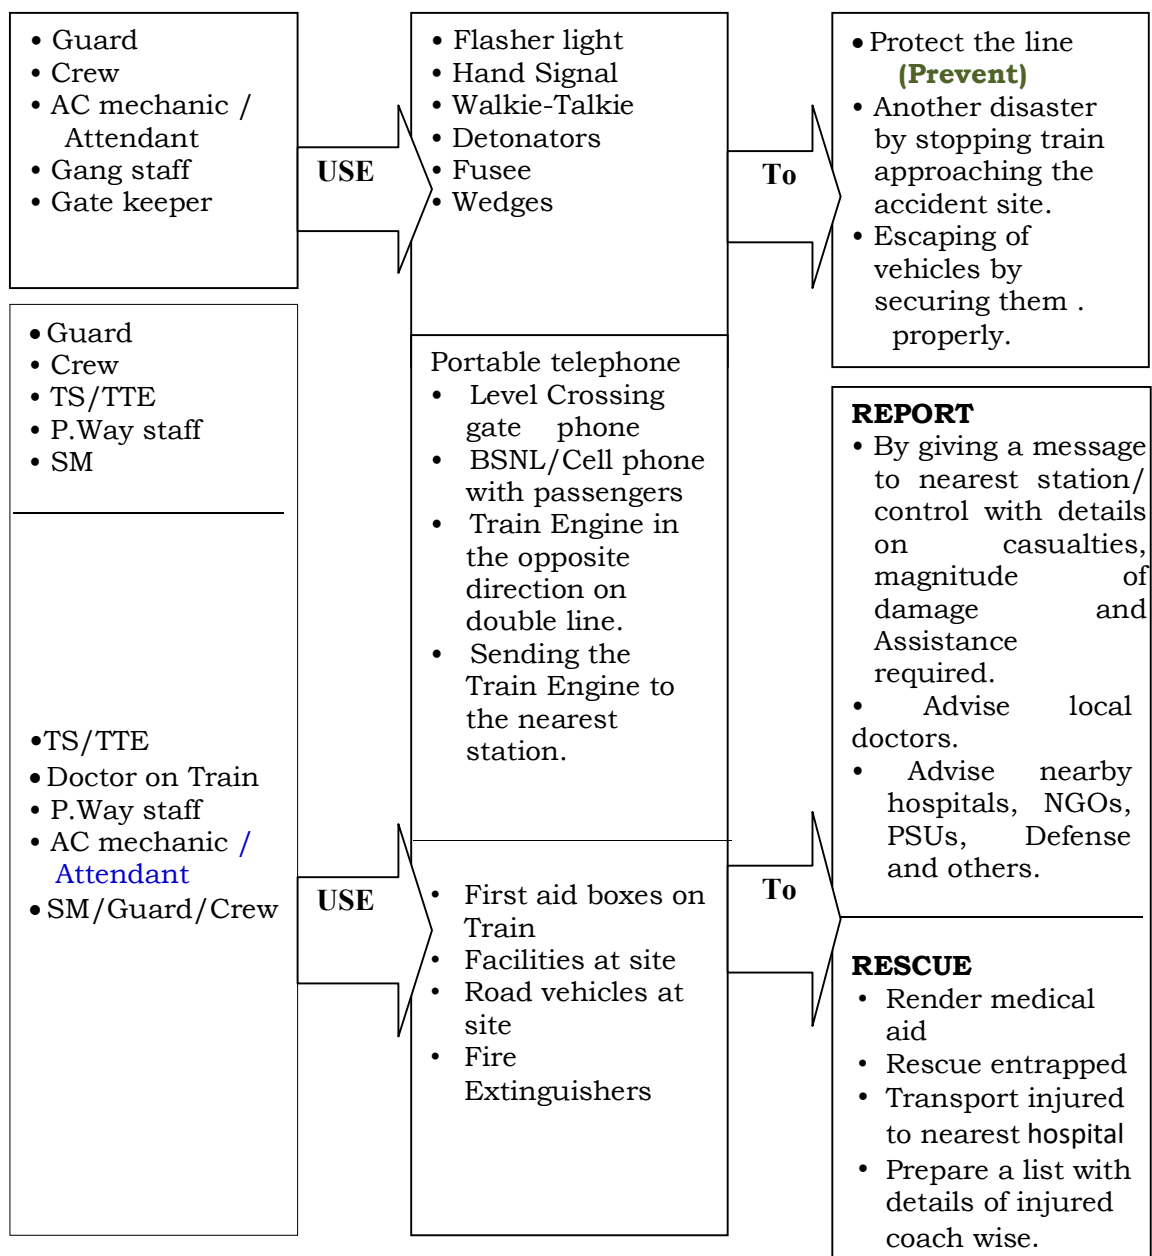 • Guard
• Crew
• AC mechanic /
Attendant
• Gang staff
• Gate keeper
USE
• Flasher light
• Hand Signal
• Walkie-Talkie
• Detonators
• Fusee
• Wedges
To
• Protect the line
(Prevent)
• Another disaster
by stopping train
approaching the
accident site.
• Escaping of
vehicles by
securing them .
properly.
• Guard
• Crew
• TS/TTE
• P.Way staff
• SM
Portable telephone
• Level Crossing
gate phone
• BSNL/Cell phone
with passengers
• Train Engine in
the opposite
direction on
double line.
• Sending the
Train Engine to
the nearest
station.
REPORT
• By giving a message
to nearest station/
control with details
on casualties,
magnitude of
damage and
Assistance
required.
• Advise local
doctors.
• Advise nearby
hospitals, NGOs,
PSUs, Defense
and others.
•TS/TTE
• Doctor on Train
• P.Way staff
• AC mechanic /
Attendant
• SM/Guard/Crew
USE
• First aid boxes on
Train
• Facilities at site
• Road vehicles at
site
• Fire
Extinguishers
To
RESCUE
• Render medical
aid
• Rescue entrapped
• Transport injured
to nearest hospital
• Prepare a list with
details of injured
coach wise.